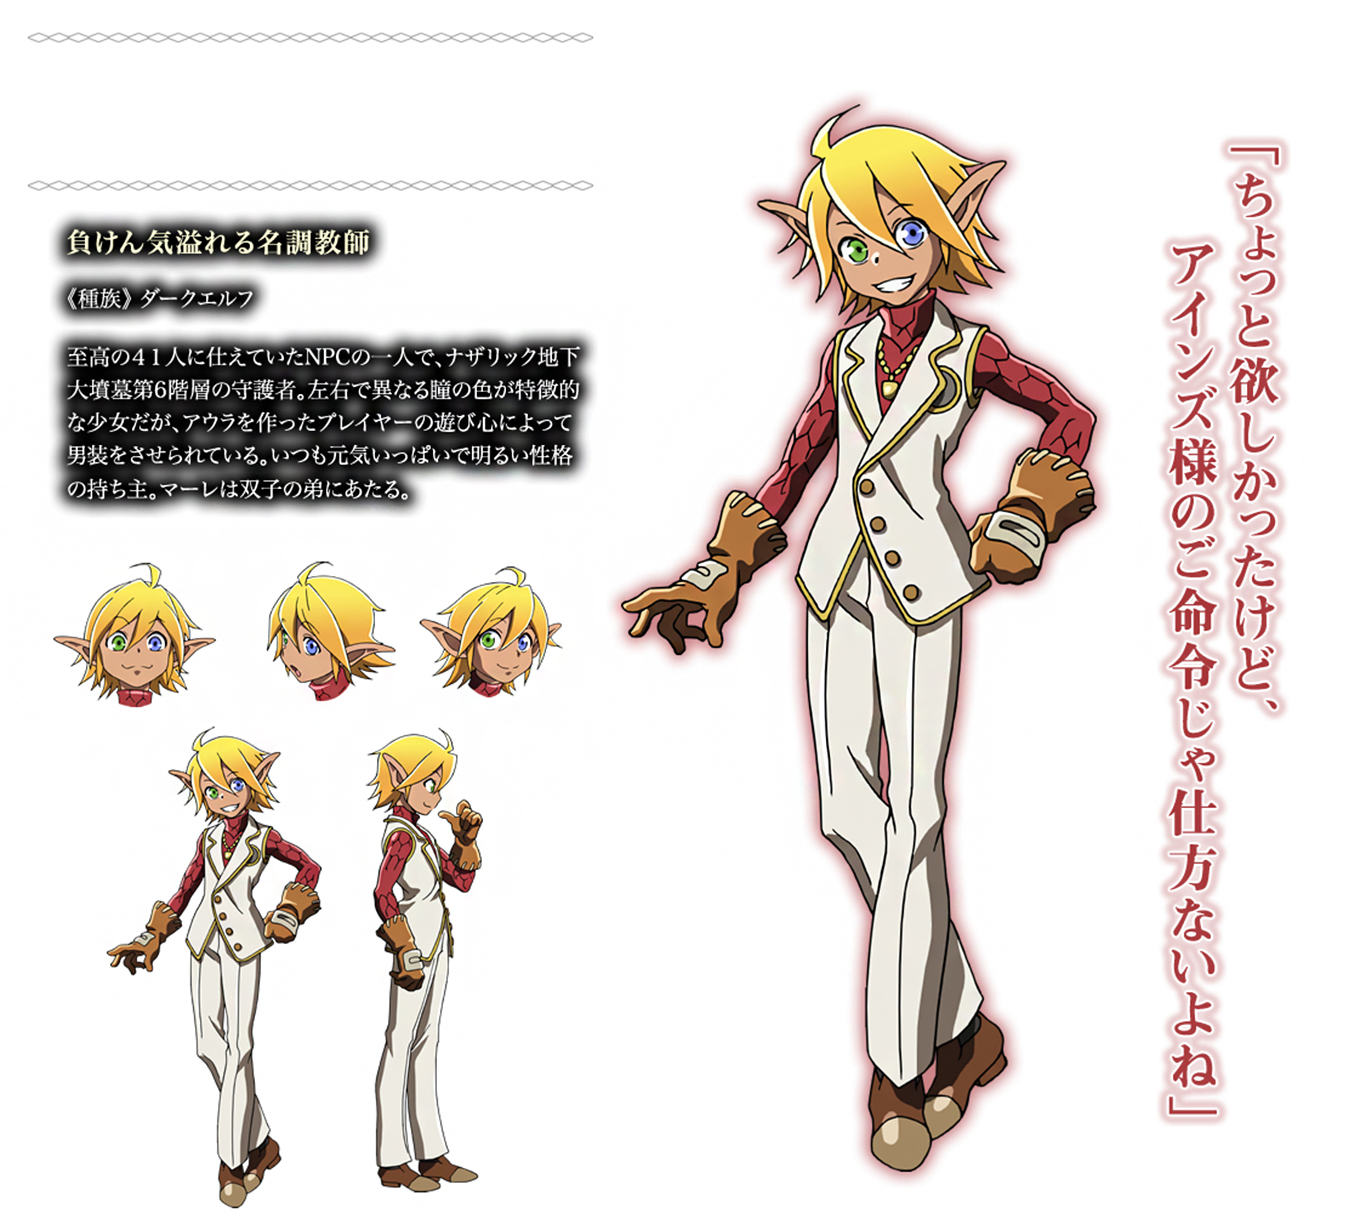 負けん気溢れる名調教師
《種族》ダークエルフ
至高の41人に仕えていたNPCの一人で、ナザリック地下
大墳墓第6階層の守護者。左右で異なる瞳の色が特徴的
な少女だが、アウラを作ったプレイヤーの遊び心によって
男装をさせられている。いつも元気いっぱいで明るい性格
の持ち主。マーレは双子の弟にあたる。
「ちょっと欲しかったけど、
アインズ様のご命令じゃ仕方ないよね」